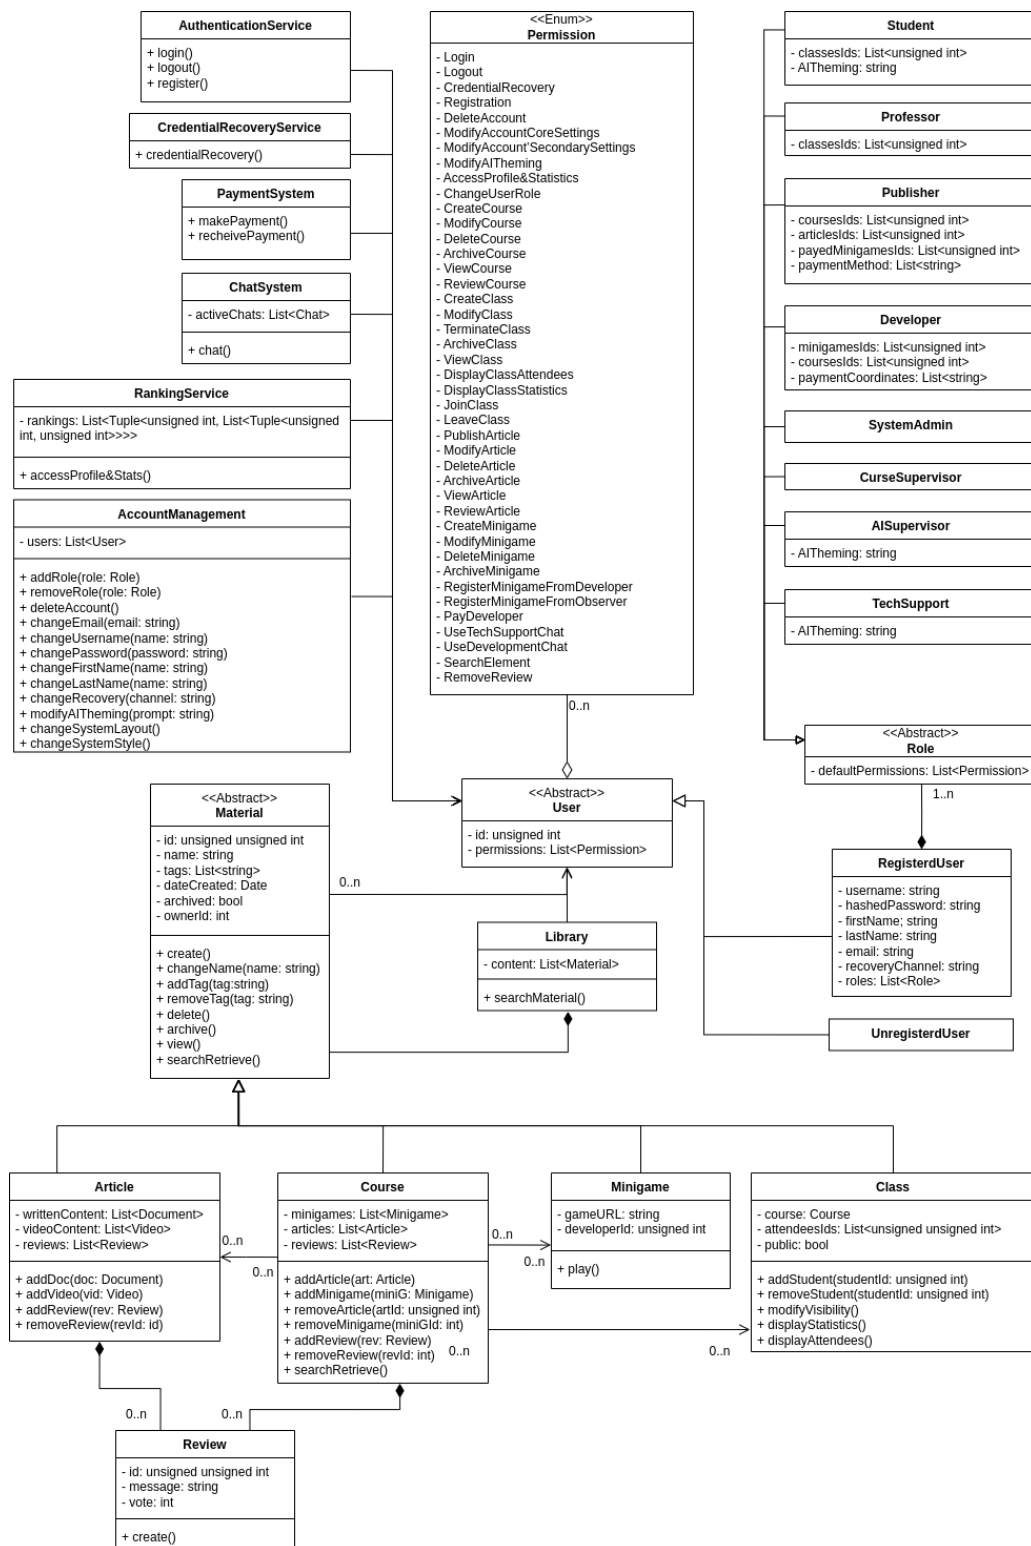 AuthenticationService
+ login()
+ logout()
+ register()
CredentialRecoveryService
+ credentialRecovery()
PaymentSystem
+ makePayment()
+ recheivePayment()
ChatSystem
- activeChats: List<Chat>
+ chat()
RankingService
- rankings: List<Tuple<unsigned int, List<Tuple<unsigned
int, unsigned int>>>>
+ accessProfile&Stats()
AccountManagement
- users: List<User>
+ addRole(role: Role)
+ removeRole(role: Role)
+ deleteAccount()
+ changeEmail(email: string)
+ changeUsername(name: string)
+ changePassword(password: string)
+ changeFirstName(name: string)
+ changeLastName(name: string)
+ changeRecovery(channel: string)
+ modifyAITheming(prompt: string)
+ changeSystemLayout()
+ changeSystemStyle()
<<Enum>>
Permission
- Login
- Logout
- CredentialRecovery
- Registration
- DeleteAccount
- ModifyAccountCoreSettings
- ModifyAccount'SecondarySettings
- ModifyAITheming
- AccessProfile&Statistics
- ChangeUserRole
- CreateCourse
- ModifyCourse
- DeleteCourse
- ArchiveCourse
- ViewCourse
- ReviewCourse
- CreateClass
- ModifyClass
- TerminateClass
- ArchiveClass
- ViewClass
- DisplayClassAttendees
- DisplayClassStatistics
- JoinClass
- LeaveClass
- PublishArticle
- ModifyArticle
- DeleteArticle
- ArchiveArticle
- ViewArticle
- ReviewArticle
- CreateMinigame
- ModifyMinigame
- DeleteMinigame
- ArchiveMinigame
- RegisterMinigameFromDeveloper
- RegisterMinigameFromObserver
- PayDeveloper
- UseTechSupportChat
- UseDevelopmentChat
- SearchElement
- RemoveReview
0..n
Student
- classesIds: List<unsigned int>
- AITheming: string
Professor
- classesIds: List<unsigned int>
Publisher
- coursesIds: List<unsigned int>
- articlesIds: List<unsigned int>
- payedMinigamesIds: List<unsigned int>
- paymentMethod: List<string>
Developer
- minigamesIds: List<unsigned int>
- coursesIds: List<unsigned int>
- paymentCoordinates: List<string>
SystemAdmin
CurseSupervisor
AISupervisor
- AITheming: string
TechSupport
- AITheming: string
<<Abstract>>
Role
- defaultPermissions: List<Permission>
1..n
<<Abstract>>
Material
- id: unsigned unsigned int
- name: string
- tags: List<string>
- dateCreated: Date
- archived: bool
- ownerId: int
+ create()
+ changeName(name: string)
+ addTag(tag:string)
+ removeTag(tag: string)
+ delete()
+ archive()
+ view()
+ searchRetrieve()
0..n
<<Abstract>>
User
- id: unsigned int
- permissions: List<Permission>
Library
- content: List<Material>
+ searchMaterial()
RegisterdUser
- username: string
- hashedPassword: string
- firstName; string
- lastName: string
- email: string
- recoveryChannel: string
- roles: List<Role>
UnregisterdUser
Article
- writtenContent: List<Document>
- videoContent: List<Video>
- reviews: List<Review>
+ addDoc(doc: Document)
+ addVideo(vid: Video)
+ addReview(rev: Review)
+ removeReview(revId: id)
0..n
0..n
Course
- minigames: List<Minigame>
- articles: List<Article>
- reviews: List<Review>
+ addArticle(art: Article)
+ addMinigame(miniG: Minigame)
+ removeArticle(artId: unsigned int)
+ removeMinigame(miniGId: int)
+ addReview(rev: Review)
+ removeReview(revId: int)
+ searchRetrieve()
0..n
0..n
0..n
0..n
Minigame
- gameURL: string
- developerId: unsigned int
+ play()
Class
- course: Course
- attendeesIds: List<unsigned unsigned int>
- public: bool
+ addStudent(studentId: unsigned int)
+ removeStudent(studentId: unsigned int)
+ modifyVisibility()
+ displayStatistics()
+ displayAttendees()
0..n
0..n
Review
- id: unsigned unsigned int
- message: string
- vote: int
+ create()